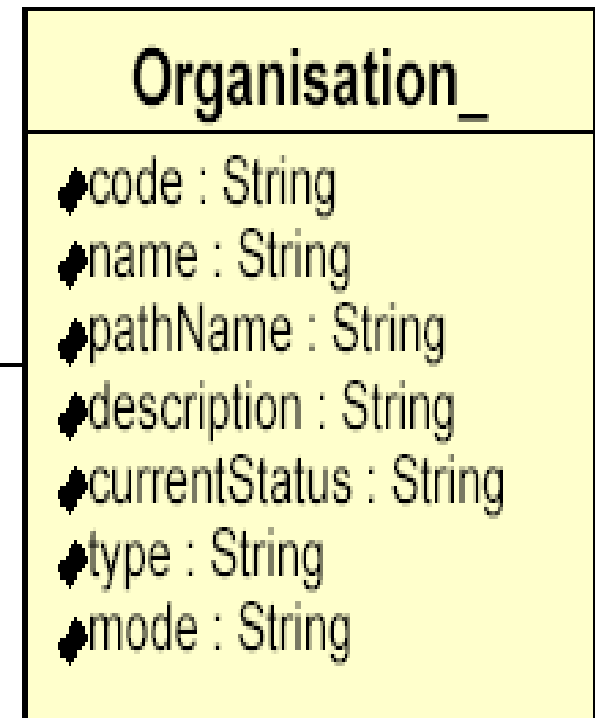 Organisation_
code : String
name : String
pathName : String
description : String
currentStatus : String
type : String
mode : String